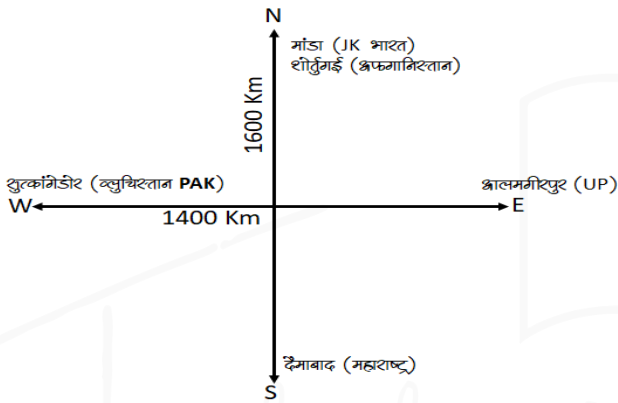 N
मांडा (JK भारत)
शोर्तुगई (अफगानिस्तान)
1600 Km
सुत्कांगेडोर (ब्लुचिस्तान PAK)
आलमगीरपुर (UP)
W
E
1400 Km
दैमाबाद (महाराष्ट्र)
S